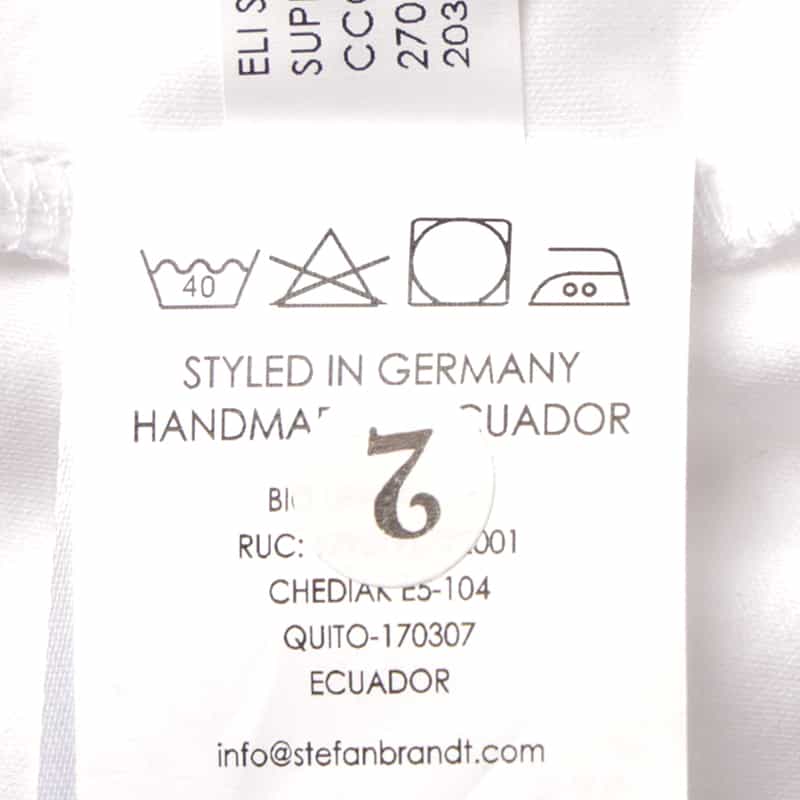 ELI
SUP
CCO
270
203
40
STYLED IN GERMANY
HANDMA CUADOR
2
RUC: 001
CHEDIAK E5-104
QUITO-170307
ECUADOR
info@stefanbrandt.com